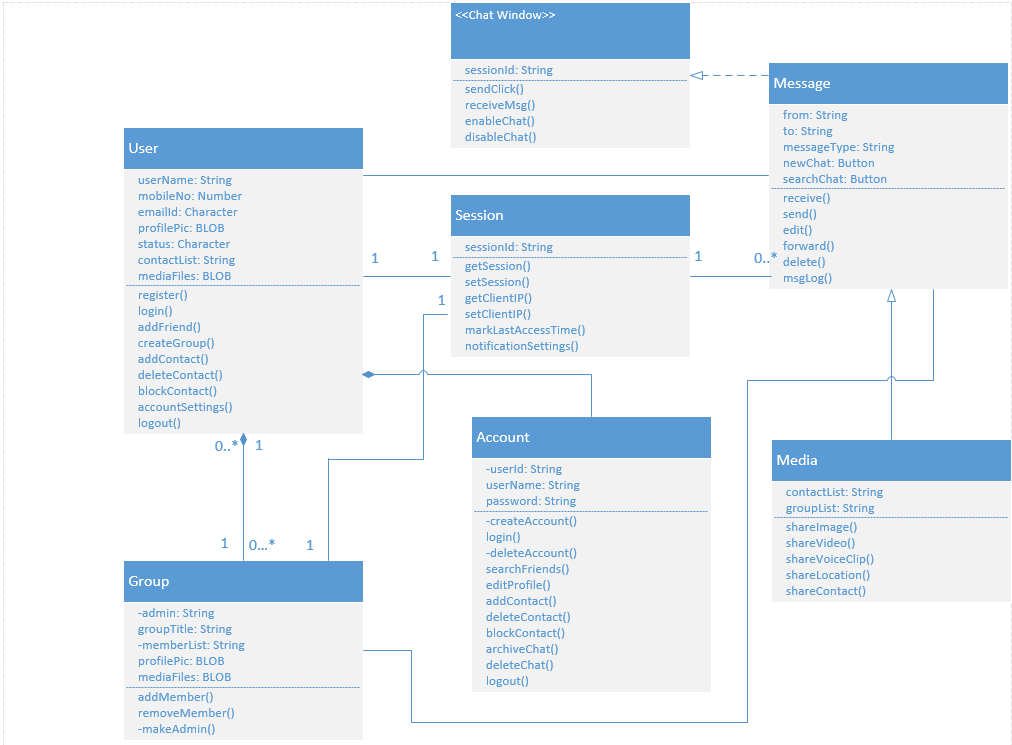 <<Chat Window>>
sessionId: String
sendClick()
receiveMsg()
enableChat()
disableChat()
Message
from: String
to: String
messageType: String
newChat: Button
searchChat: Button
receive()
send()
edit()
forward()
delete()
msgLog()
User
userName: String
mobileNo: Number
emailId: Character
profilePic: BLOB
status: Character
contactList: String
mediaFiles: BLOB
register()
login()
addFriend()
createGroup()
addContact()
deleteContact()
blockContact()
accountSettings()
logout()
Session
sessionId: String
getSession()
setSession()
getClientIP()
setClientIP()
markLastAccessTime()
notificationSettings()
1
1
1
0..*
1
0..*
1
1
0...*
1
Account
-userId: String
userName: String
password: String
-createAccount()
login()
-deleteAccount()
searchFriends()
editProfile()
addContact()
deleteContact()
blockContact()
archiveChat()
deleteChat()
logout()
Media
contactList: String
groupList: String
shareImage()
shareVideo()
shareVoiceClip()
shareLocation()
shareContact()
Group
-admin: String
groupTitle: String
-memberList: String
profilePic: BLOB
mediaFiles: BLOB
addMember()
removeMember()
-makeAdmin()